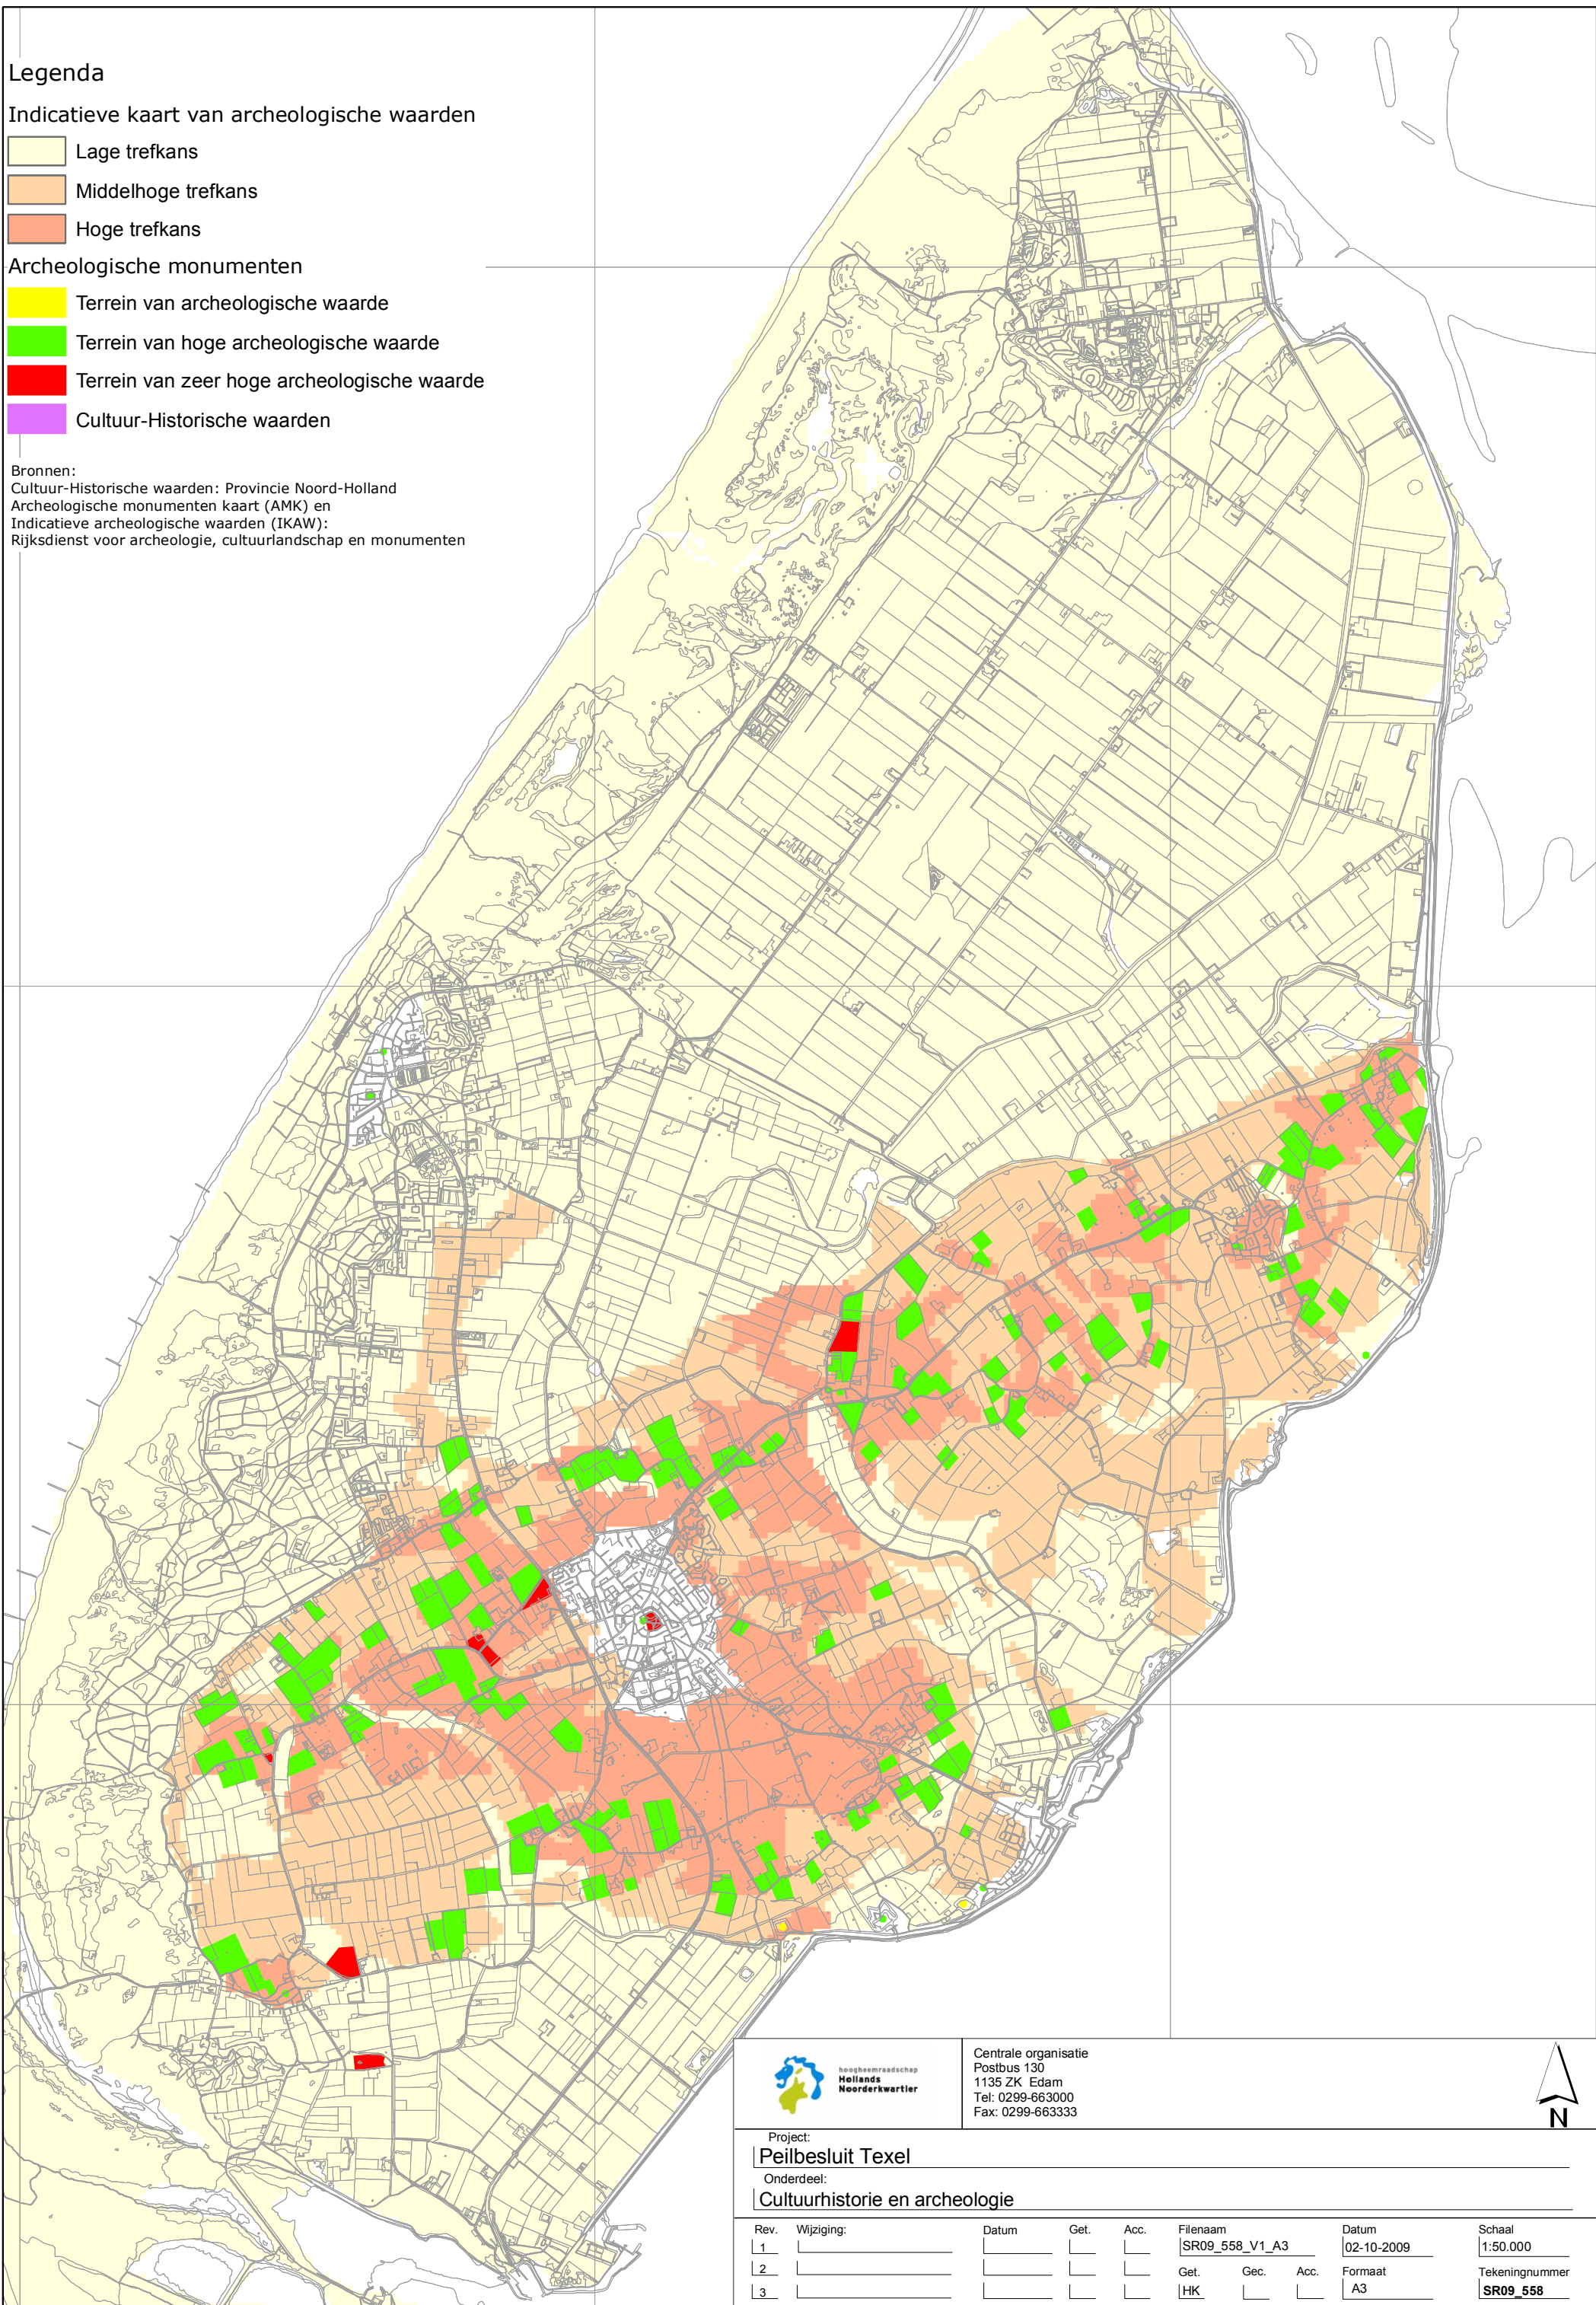 Legenda
Indicatieve kaart van archeologische waarden
Lage trefkans
Middelhoge trefkans
Hoge trefkans
Archeologische monumenten
Terrein van archeologische waarde
Terrein van hoge archeologische waarde
Terrein van zeer hoge archeologische waarde
Cultuur-Historische waarden
Bronnen:
Cultuur-Historische waarden: Provincie Noord-Holland
Archeologische monumenten kaart (AMK) en
Indicatieve archeologische waarden (IKAW):
Rijksdienst voor archeologie, cultuurlandschap en monumenten
hoogheemraadschap
Hollands
Noorderkwartier
Centrale organisatie
Postbus 130
1135 ZK Edam
Tel: 0299-663000
Fax: 0299-663333
N
Project:
Peilbesluit Texel
Onderdeel:
Cultuurhistorie en archeologie
Rev. Wijziging: Datum Get. Acc. Filenaam Datum Schaal
1 SR09_558_V1_A3 02-10-2009 1:50.000
2 Get. Gec. Acc. Formaat Tekeningnummer
3 HK A3 SR09_558